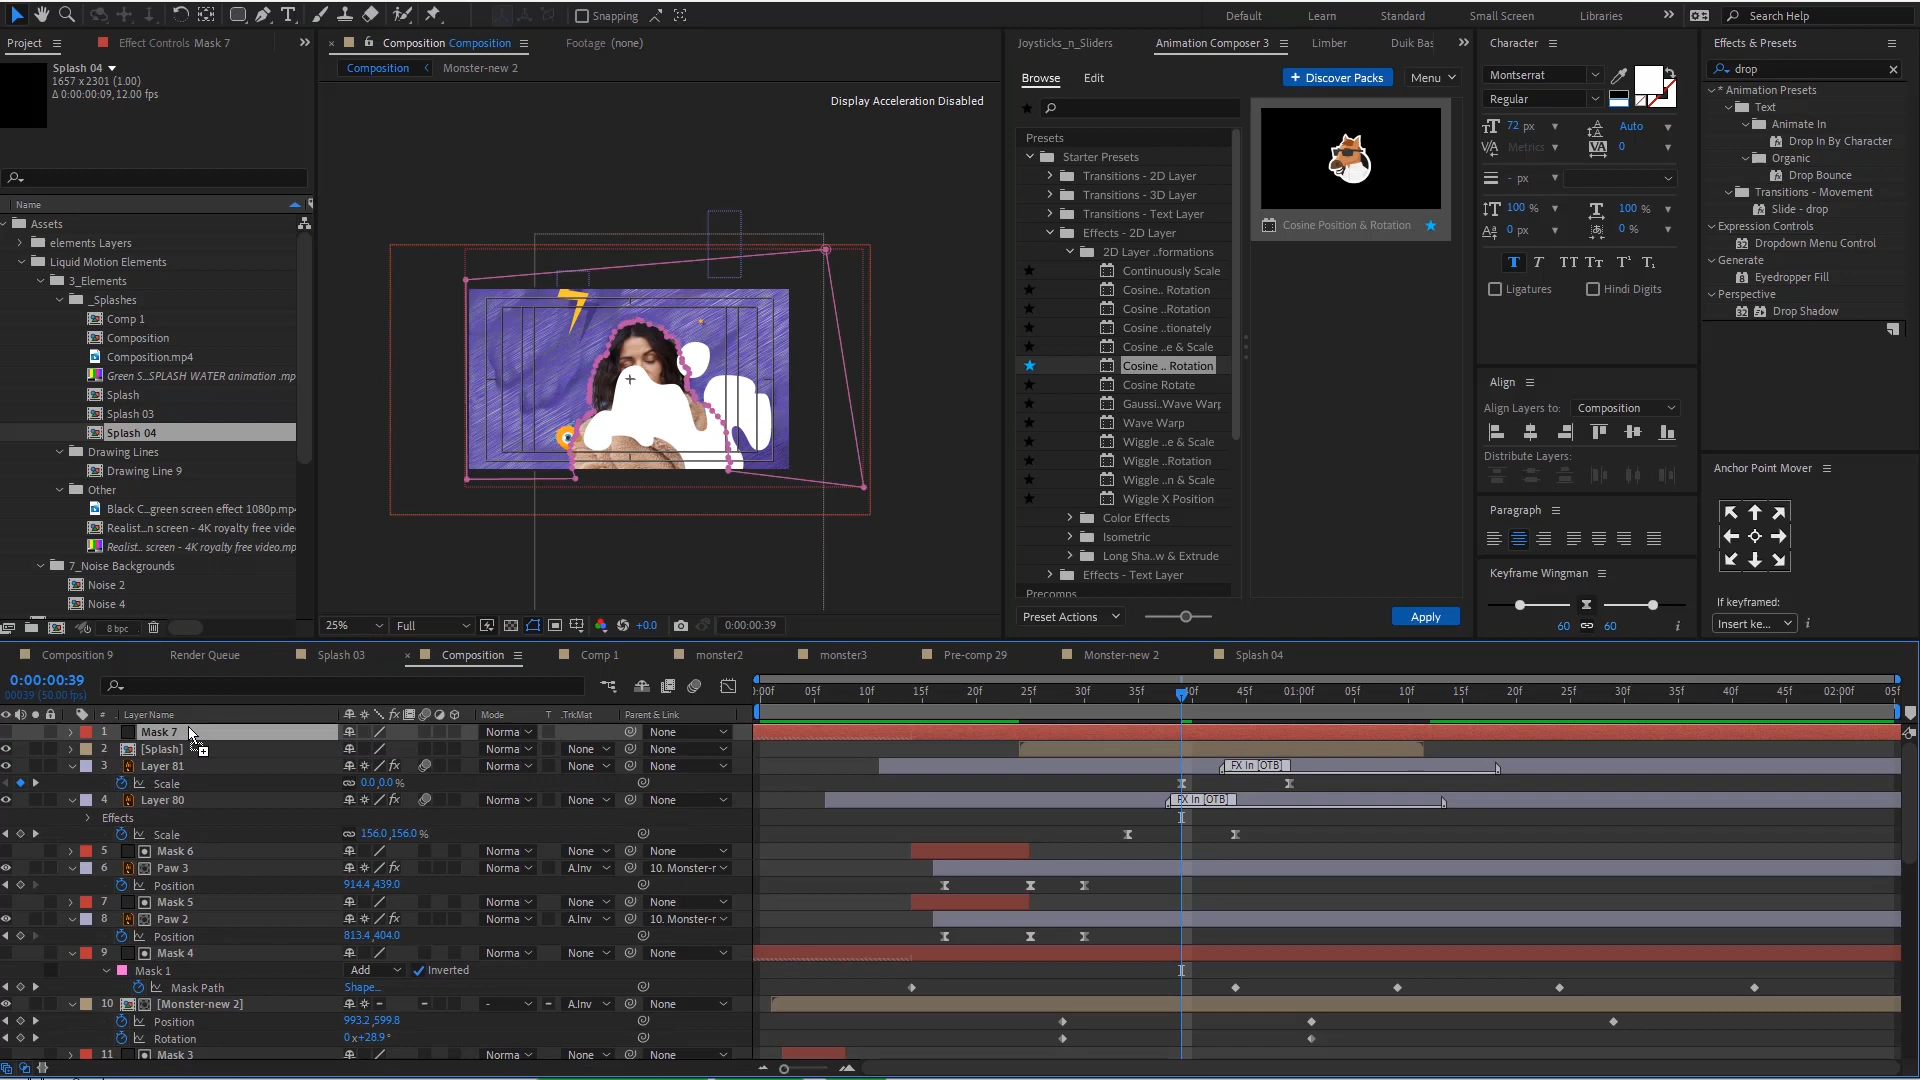 Snapping
Default
Learn
Standard
Small Screen
Libraries
Search Help
Project
Effect Controls Mask 7
Composition Composition
Footage (none)
Joysticks_n_Sliders
Animation Composer 3
Limber
Duik Bas
Character
Effects & Presets
Splash 04
1657 x 2301 (1.00)
Δ 0:00:00:09, 12.00 fps
Composition
Monster-new 2
Display Acceleration Disabled
Browse
Edit
+ Discover Packs
Menu
Montserrat
Regular
72 px
Auto
Metrics
0
- px
100 %
100 %
0 px
0 %
Ligatures
Hindi Digits
drop
* Animation Presets
Text
Animate In
Drop In By Character
Organic
Drop Bounce
Transitions - Movement
Slide - drop
Expression Controls
Dropdown Menu Control
Generate
Eyedropper Fill
Perspective
Drop Shadow
Name
Assets
elements Layers
Liquid Motion Elements
3_Elements
_Splashes
Comp 1
Composition
Composition.mp4
Green S...SPLASH WATER animation .mp
Splash
Splash 03
Splash 04
Drawing Lines
Drawing Line 9
Other
Black C...green screen effect 1080p.mp4
Realist...n screen - 4K royalty free vide
Realist.. screen - 4K royalty free video.mp
7_Noise Backgrounds
Noise 2
Noise 4
8 bpc
Presets
Starter Presets
Transitions - 2D Layer
Transitions - 3D Layer
Transitions - Text Layer
Effects - 2D Layer
2D Layer ..formations
Continuously Scale
Cosine.. Rotation
Cosine ..Rotation
Cosine ..tionately
Cosine ..e & Scale
Cosine .. Rotation
Cosine Rotate
Gaussi..Wave Warp
Wave Warp
Wiggle ..e & Scale
Wiggle ..Rotation
Wiggle ..n & Scale
Wiggle X Position
Color Effects
Isometric
Long Sha..w & Extrude
Effects - Text Layer
Precomps
Cosine Position & Rotation
Preset Actions
Apply
Align
Align Layers to:
Composition
Distribute Layers:
Paragraph
Keyframe Wingman
60
60
Anchor Point Mover
If keyframed:
Insert ke...
25%
Full
+0.0
0:00:00:39
Composition 9
Render Queue
Splash 03
Composition
Comp 1
monster2
monster3
Pre-comp 29
Monster-new 2
Splash 04
0:00:00:39
00039 (50.00 fps)
:00f
05f
10f
15f
20f
25f
30f
35f
40f
45f
01:00f
05f
10f
15f
20f
25f
30f
35f
40f
45f
02:00f
05f
#
Layer Name
Mode
T
.TrkMat
Parent & Link
1 Mask 7 Norma None
2 [Splash] Norma None None
3 Layer 81 Norma None None
FX In [OTB]
Scale 0.0,0.0 %
4 Layer 80 Norma None None
FX In [OTB]
Effects
Scale 156.0,156.0 %
5 Mask 6 Norma None None
6 Paw 3 Norma A.Inv 10. Monster-r
Position 914.4,439.0
7 Mask 5 Norma None None
8 Paw 2 Norma A.Inv 10. Monster-r
Position 813.4,404.0
9 Mask 4 Norma None None
Mask 1 Add Inverted
Mask Path Shape...
10 [Monster-new 2] - A.Inv None
Position 993.2,599.8
Rotation 0x+28.9°
11 Mask 3 Norma None None